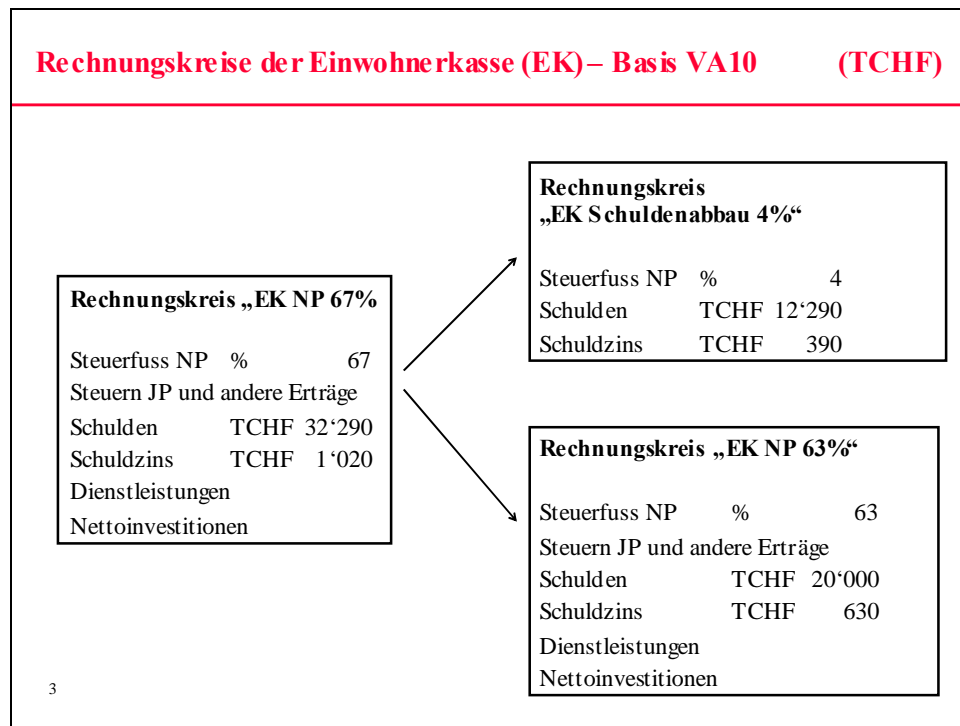 Rechnungskreise der Einwohnerkasse (EK) – Basis VA10 (TCHF)
Rechnungskreis „EK NP 67%
Steuerfuss NP % 67
Steuern JP und andere Erträge
Schulden TCHF 32‘290
Schuldzins TCHF 1‘020
Dienstleistungen
Nettoinvestitionen
Rechnungskreis
„EK Schuldenabbau 4%“
Steuerfuss NP % 4
Schulden TCHF 12‘290
Schuldzins TCHF 390
Rechnungskreis „EK NP 63%“
Steuerfuss NP % 63
Steuern JP und andere Erträge
Schulden TCHF 20‘000
Schuldzins TCHF 630
Dienstleistungen
Nettoinvestitionen
3